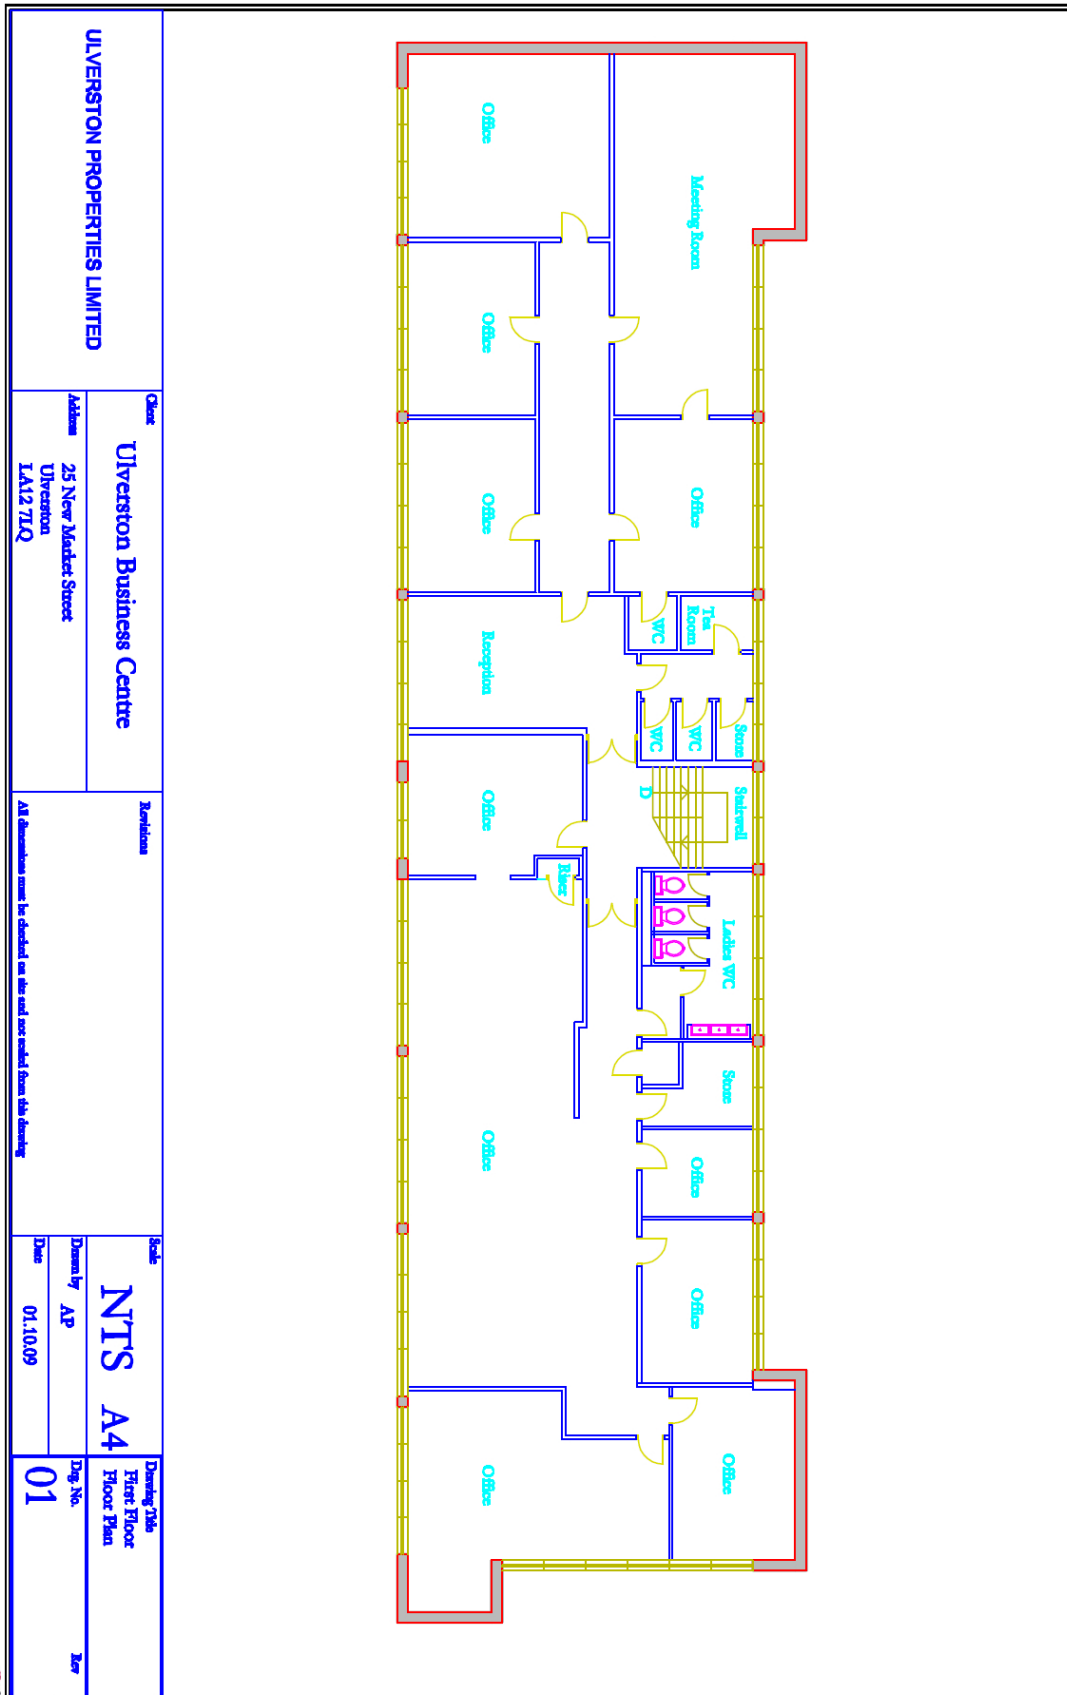 Meeting Room
Office
Tea
Room
Store
Stairwell
Ladies WC
Store
Office
Office
Office
WC
WC
WC
D
Riser
Office
Office
Office
Reception
Office
Office
Office
ULVERSTON PROPERTIES LIMITED
Client
Ulverston Business Centre
Address
25 New Market Street
Ulverston
LA12 7LQ
Revisions
All dimensions must be checked on site and not scaled from this drawing
Scale
NTS A4
Drawn by AP
Date 01.10.09
Drawing Title
First Floor
Floor Plan
Drg. No.
01
Rev